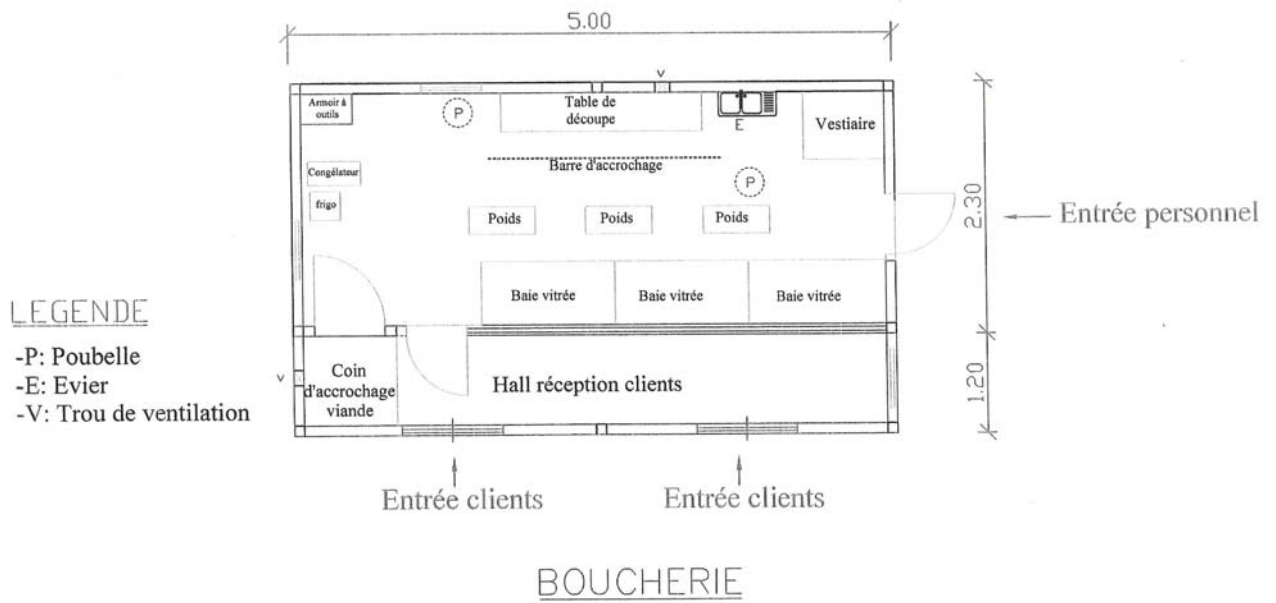 5.00
V
Armoir à
outils
P
Table de
découpe
E
Vestiaire
Congélateur
Barre d'accrochage
P
frigo
Poids
Poids
Poids
2.30
Entrée personnel
Baie vitrée
Baie vitrée
Baie vitrée
LEGENDE
-P: Poubelle
-E: Evier
-V: Trou de ventilation
V
Coin
d'accrochage
viande
Hall réception clients
1.20
Entrée clients
Entrée clients
BOUCHERIE